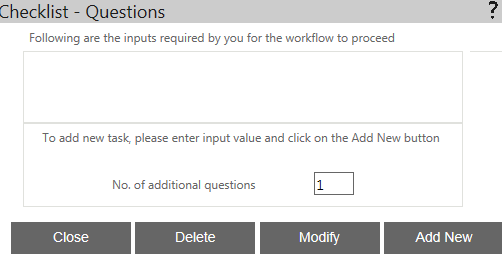 Checklist - Questions ?
Following are the inputs required by you for the workflow to proceed
To add new task, please enter input value and click on the Add New button
No. of additional questions 1
Close Delete Modify Add New